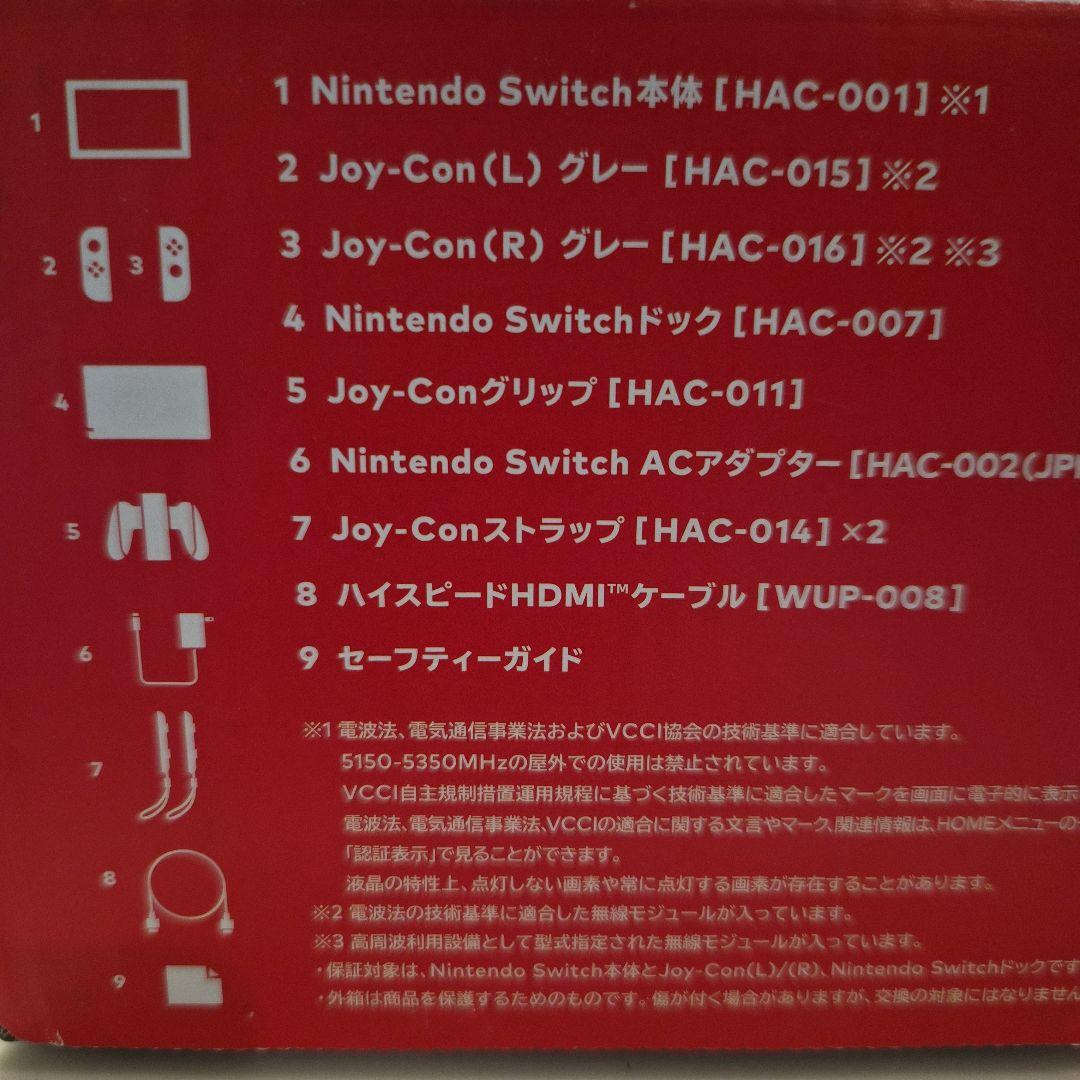 1 1 Nintendo Switch本体 [HAC-001] ※1
2 Joy-Con(L) グレー [HAC-015] ※2
2 3 3 Joy-Con(R) グレー [HAC-016] ※2 ※3
4 Nintendo Switchドック [HAC-007]
4 5 Joy-Conグリップ [HAC-011]
6 Nintendo Switch ACアダプター [HAC-002(JP
5 7 Joy-Conストラップ [HAC-014] ×2
8 ハイスピードHDMI™ケーブル [WUP-008]
6 9 セーフティーガイド
※1 電波法、電気通信事業法およびVCCI協会の技術基準に適合しています。
7 5150-5350MHzの屋外での使用は禁止されています。
VCCI自主規制措置運用規程に基づく技術基準に適合したマークを画面に電子的に表示
電波法、電気通信事業法、VCCIの適合に関する文言やマーク、関連情報は、HOMEメニューの
「認証表示」で見ることができます。
8 液晶の特性上、点灯しない画素や常に点灯する画素が存在することがあります。
※2 電波法の技術基準に適合した無線モジュールが入っています。
※3 高周波利用設備として型式指定された無線モジュールが入っています。
9 ・保証対象は、Nintendo Switch本体とJoy-Con(L)/(R)、Nintendo Switchドックです
・外箱は商品を保護するためのものです。傷が付く場合がありますが、交換の対象にはなりません